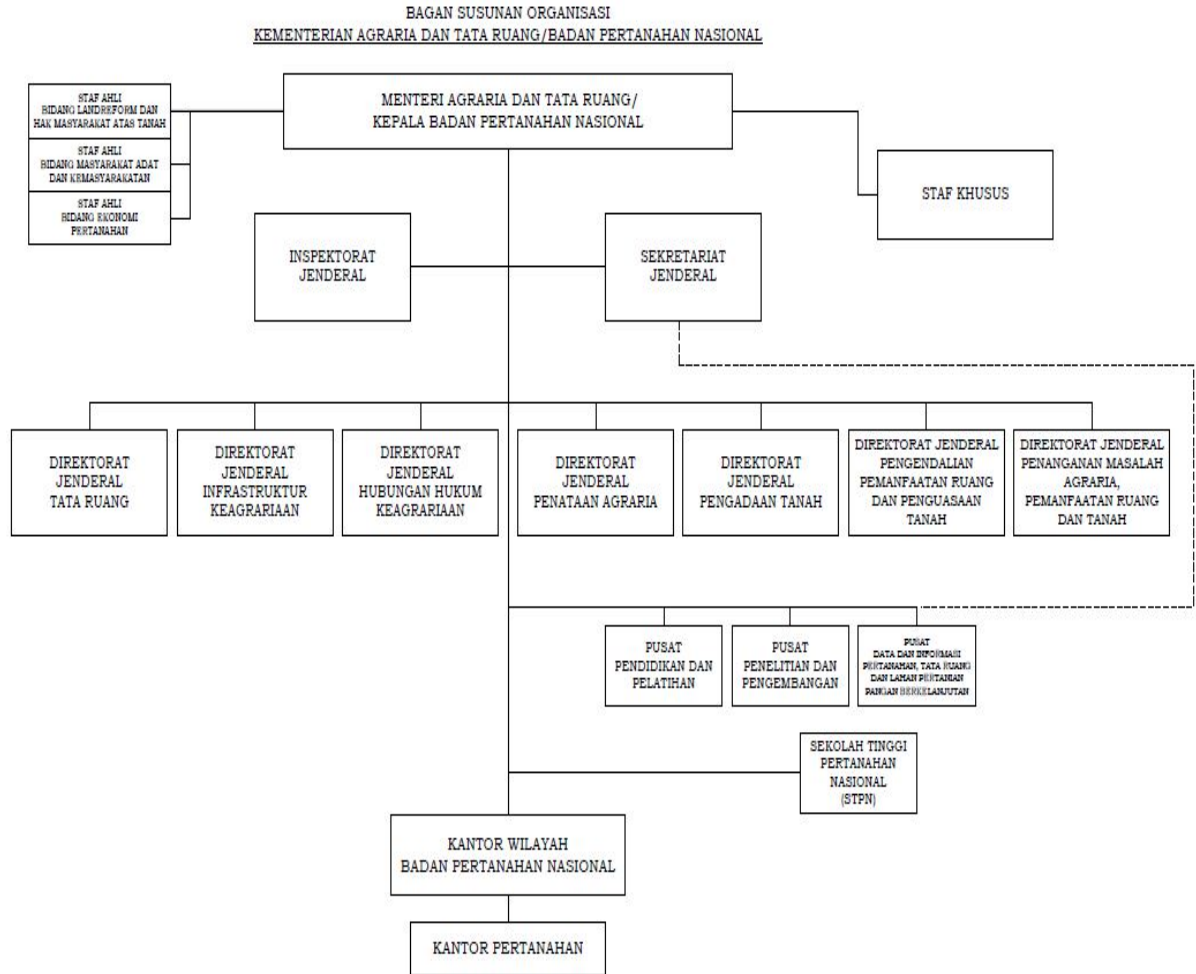 BAGAN SUSUNAN ORGANISASI
KEMENTERIAN AGRARIA DAN TATA RUANG/BADAN PERTANAHAN NASIONAL
MENTERI AGRARIA DAN TATA RUANG/
KEPALA BADAN PERTANAHAN NASIONAL
STAF AHLI
BIDANG LANDREFORM DAN
HAK MASYARAKAT ATAS TANAH
STAF AHLI
BIDANG MASYARAKAT ADAT
DAN KEMASYARAKATAN
STAF AHLI
BIDANG EKONOMI
PERTANAHAN
STAF KHUSUS
INSPEKTORAT
JENDERAL
SEKRETARIAT
JENDERAL
DIREKTORAT
JENDERAL
TATA RUANG
DIREKTORAT
JENDERAL
INFRASTRUKTUR
KEAGRARIAAN
DIREKTORAT
JENDERAL
HUBUNGAN HUKUM
KEAGRARIAAN
DIREKTORAT
JENDERAL
PENATAAN AGRARIA
DIREKTORAT
JENDERAL
PENGADAAN TANAH
DIREKTORAT JENDERAL
PENGENDALIAN
PEMANFAATAN RUANG
DAN PENGUASAAN
TANAH
DIREKTORAT JENDERAL
PENANGANAN MASALAH
AGRARIA,
PEMANFAATAN RUANG
DAN TANAH
PUSAT
PENDIDIKAN DAN
PELATIHAN
PUSAT
PENELITIAN DAN
PENGEMBANGAN
PUSAT
DATA DAN INFORMASI
PERTANAHAN, TATA RUANG
DAN LAHAN PERTANIAN
PANGAN BERKELANJUTAN
SEKOLAH TINGGI
PERTANAHAN
NASIONAL
(STPN)
KANTOR WILAYAH
BADAN PERTANAHAN NASIONAL
KANTOR PERTANAHAN